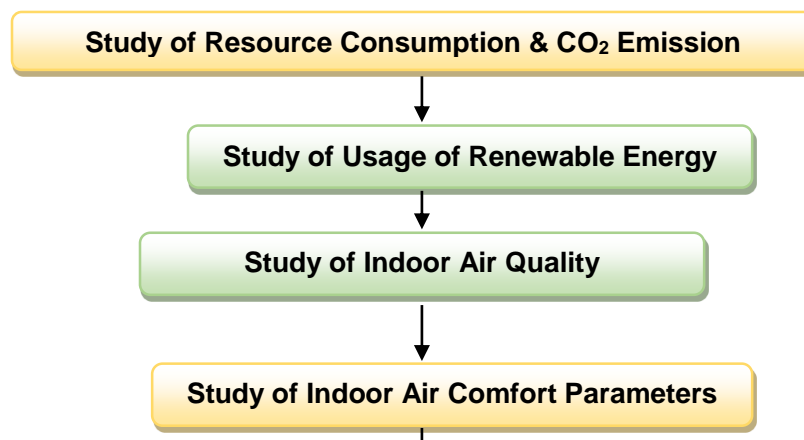 Study of Resource Consumption & CO₂ Emission
Study of Usage of Renewable Energy
Study of Indoor Air Quality
Study of Indoor Air Comfort Parameters